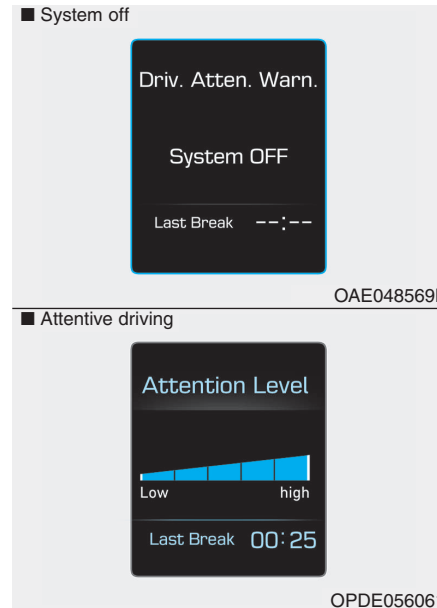 ■ System off
Driv. Atten. Warn.
System OFF
Last Break --:--
OAE048569
■ Attentive driving
Attention Level
Low high
Last Break 00:25
OPDE05606